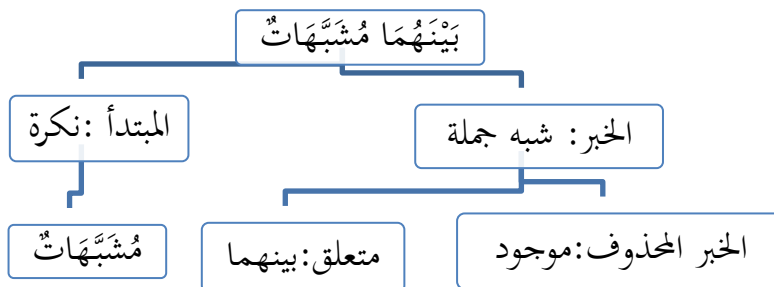 بَيْنَهُمَا مُشَبَّهَاتٌ
الخبر: شبه جملة
المبتدأ :نكرة
الخبر المحذوف:موجود
متعلق:بينهما
مُشَبَّهَاتٌ